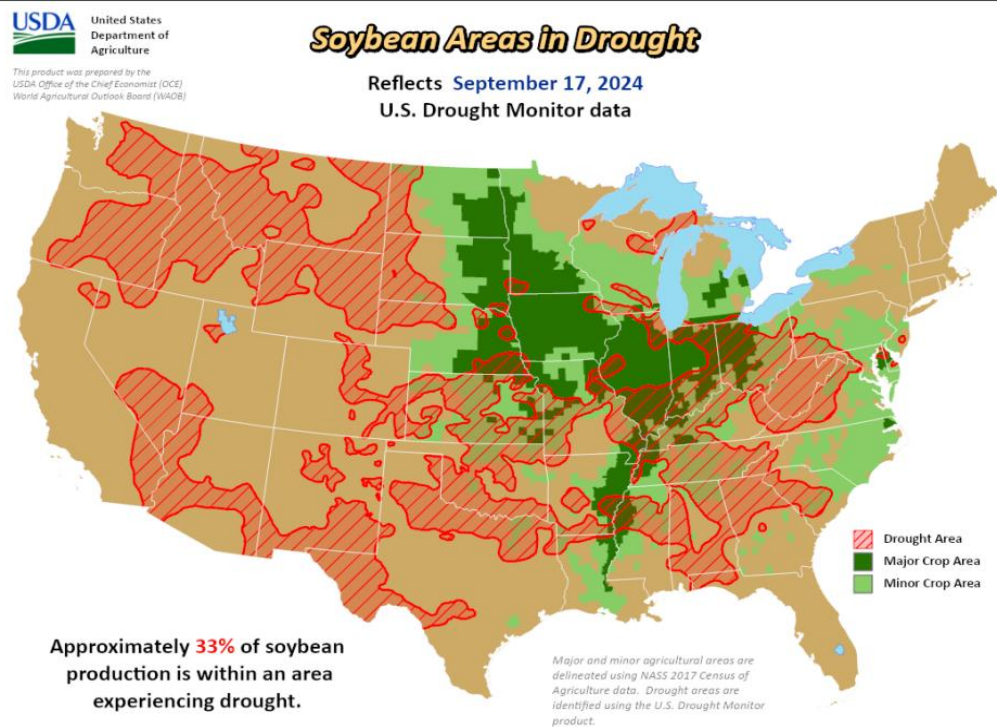 USDA
United States
Department of
Agriculture
This product was prepared by the
USDA Office of the Chief Economist (OCE)
World Agricultural Outlook Board (WAOB)
Soybean Areas in Drought
Reflects September 17, 2024
U.S. Drought Monitor data
Drought Area
Major Crop Area
Minor Crop Area
Approximately 33% of soybean
production is within an area
experiencing drought.
Major and minor agricultural areas are
delineated using NASS 2017 Census of
Agriculture data. Drought areas are
identified using the U.S. Drought Monitor
product.